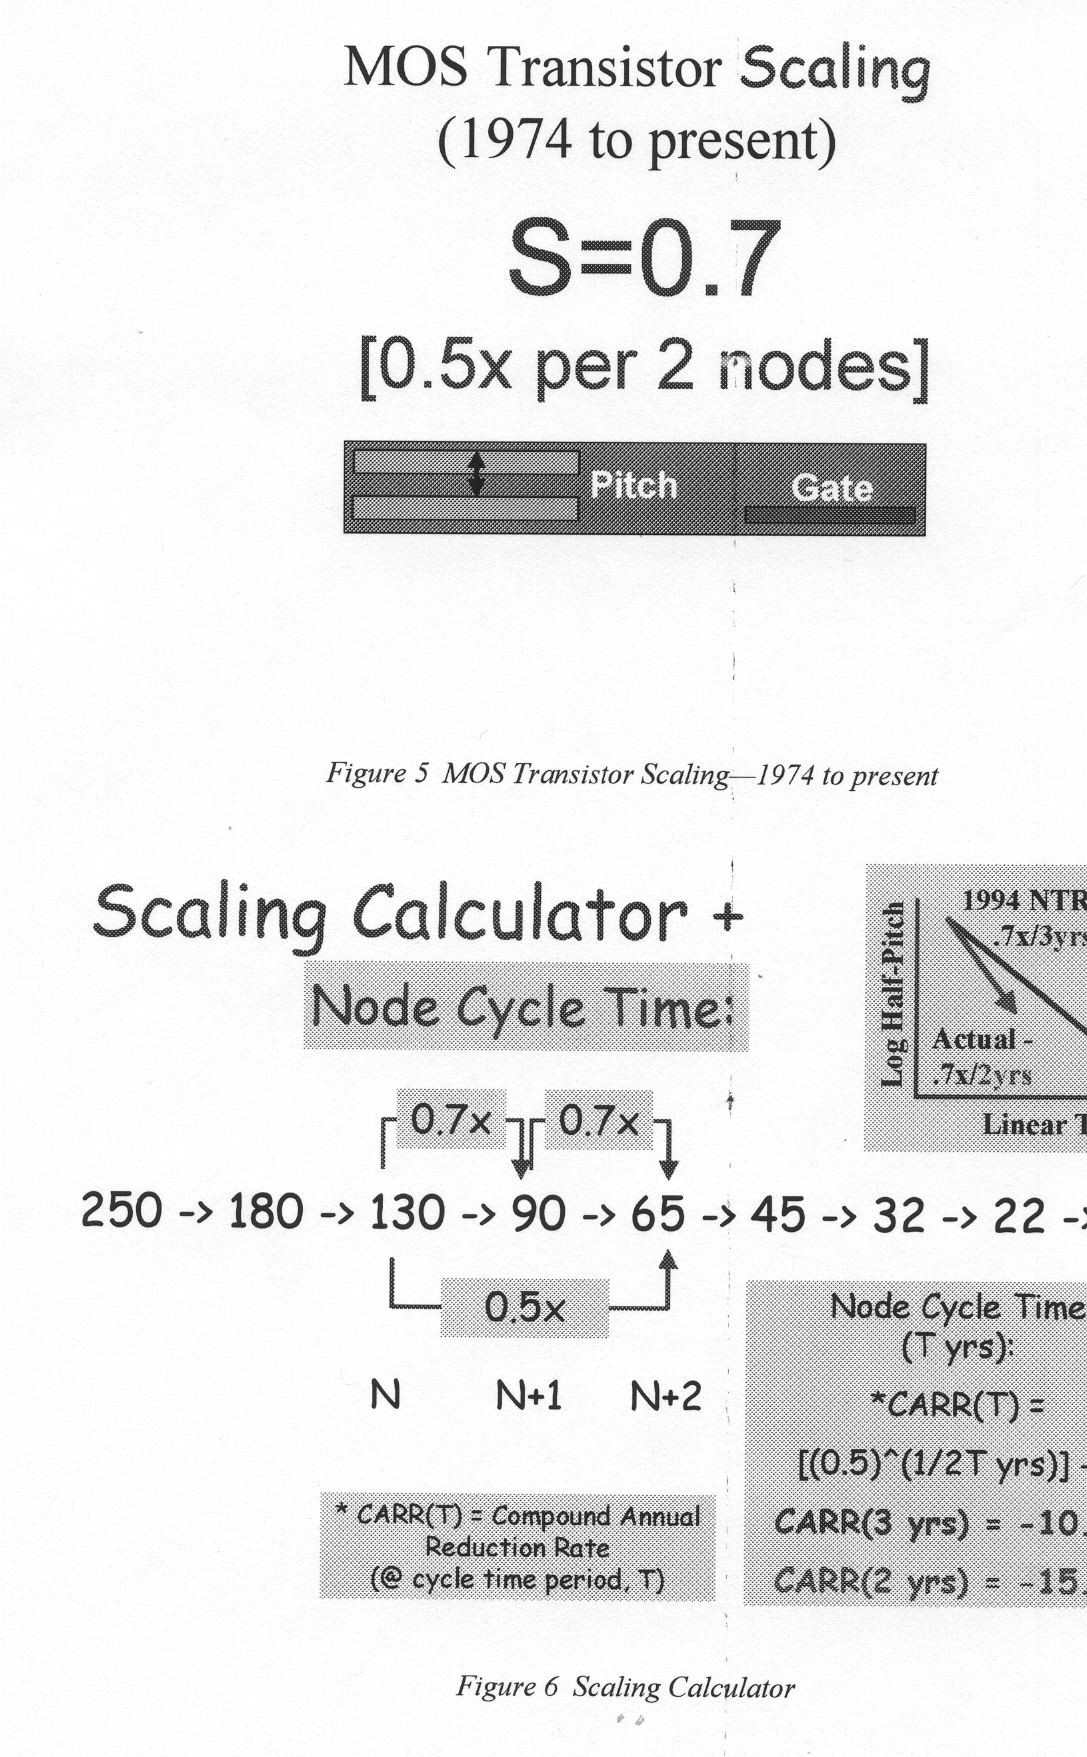 MOS Transistor Scaling
(1974 to present)
S=0.7
[0.5x per 2 nodes]
Pitch
Gate
Figure 5 MOS Transistor Scaling—1974 to present
Scaling Calculator +
Node Cycle Time:
Log Half-Pitch
1994 NTR
.7x/3yrs
Actual -
.7x/2yrs
Linear T
0.7x 0.7x
250 -> 180 -> 130 -> 90 -> 65 -> 45 -> 32 -> 22 ->
0.5x
N N+1 N+2
* CARR(T) = Compound Annual
Reduction Rate
(@ cycle time period, T)
Node Cycle Time
(T yrs):
*CARR(T) =
[(0.5)^(1/2T yrs)] -
CARR(3 yrs) = -10.
CARR(2 yrs) = -15.
Figure 6 Scaling Calculator